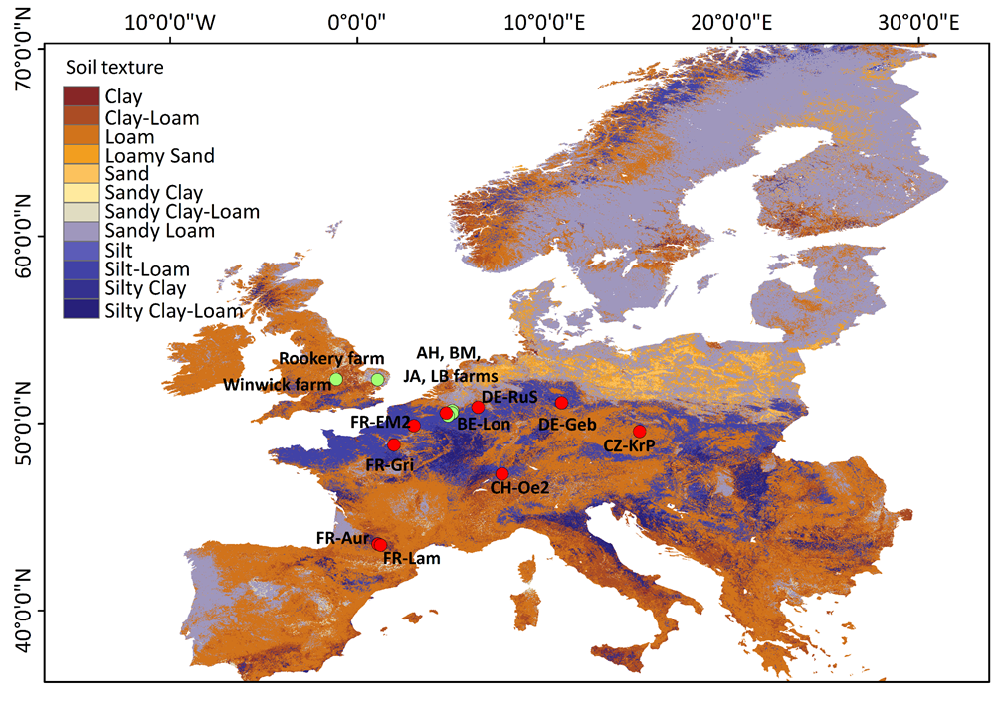 10°0'0"W 0°0'0" 10°0'0"E 20°0'0"E 30°0'0"E
70°0'0"N
60°0'0"N
50°0'0"N
40°0'0"N
Soil texture
Clay
Clay-Loam
Loam
Loamy Sand
Sand
Sandy Clay
Sandy Clay-Loam
Sandy Loam
Silt
Silt-Loam
Silty Clay
Silty Clay-Loam
Rookery farm
Winwick farm
AH, BM,
JA, LB farms
DE-RuS
FR-EM2
BE-Lon
DE-Geb
CZ-KrP
FR-Gri
CH-Oe2
FR-Aur
FR-Lam